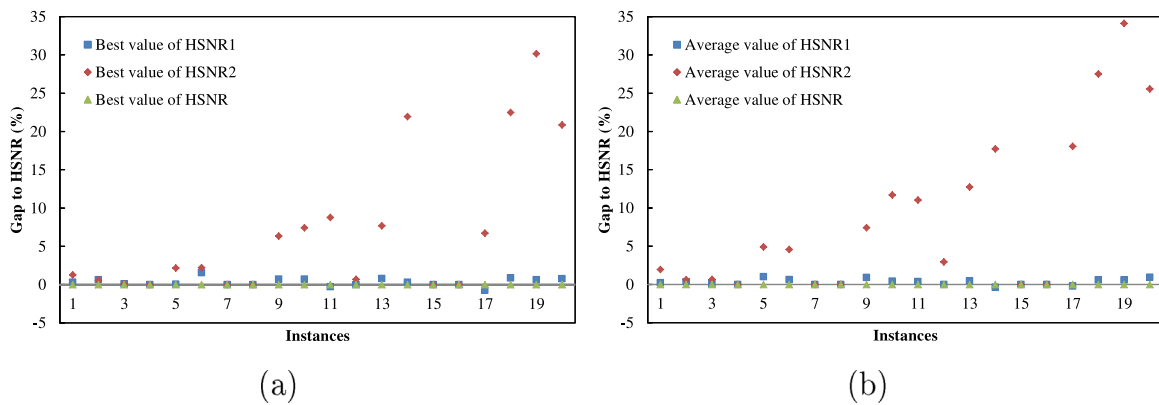 35
30
25
20
15
10
5
0
-5
Gap to HSNR (%)
Best value of HSNR1
Best value of HSNR2
Best value of HSNR
1 3 5 7 9 11 13 15 17 19
Instances
(a)
35
30
25
20
15
10
5
0
-5
Gap to HSNR (%)
Average value of HSNR1
Average value of HSNR2
Average value of HSNR
1 3 5 7 9 11 13 15 17 19
Instances
(b)